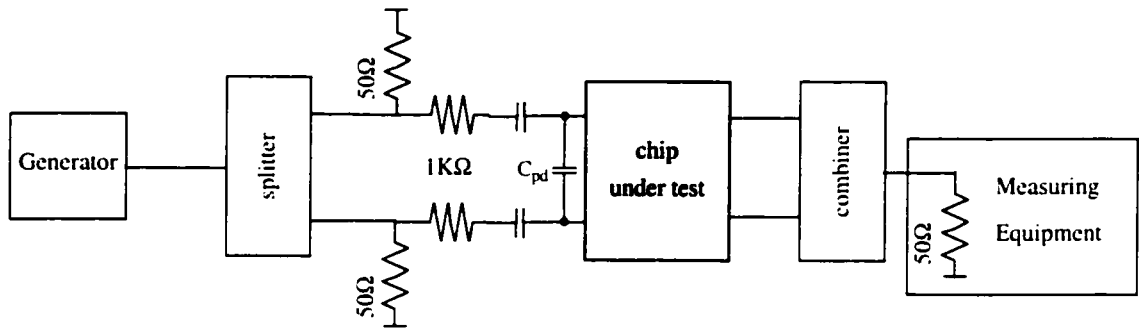 50Ω
Generator
splitter
1KΩ
C_pd
chip
under test
combiner
Measuring
Equipment
50Ω
50Ω